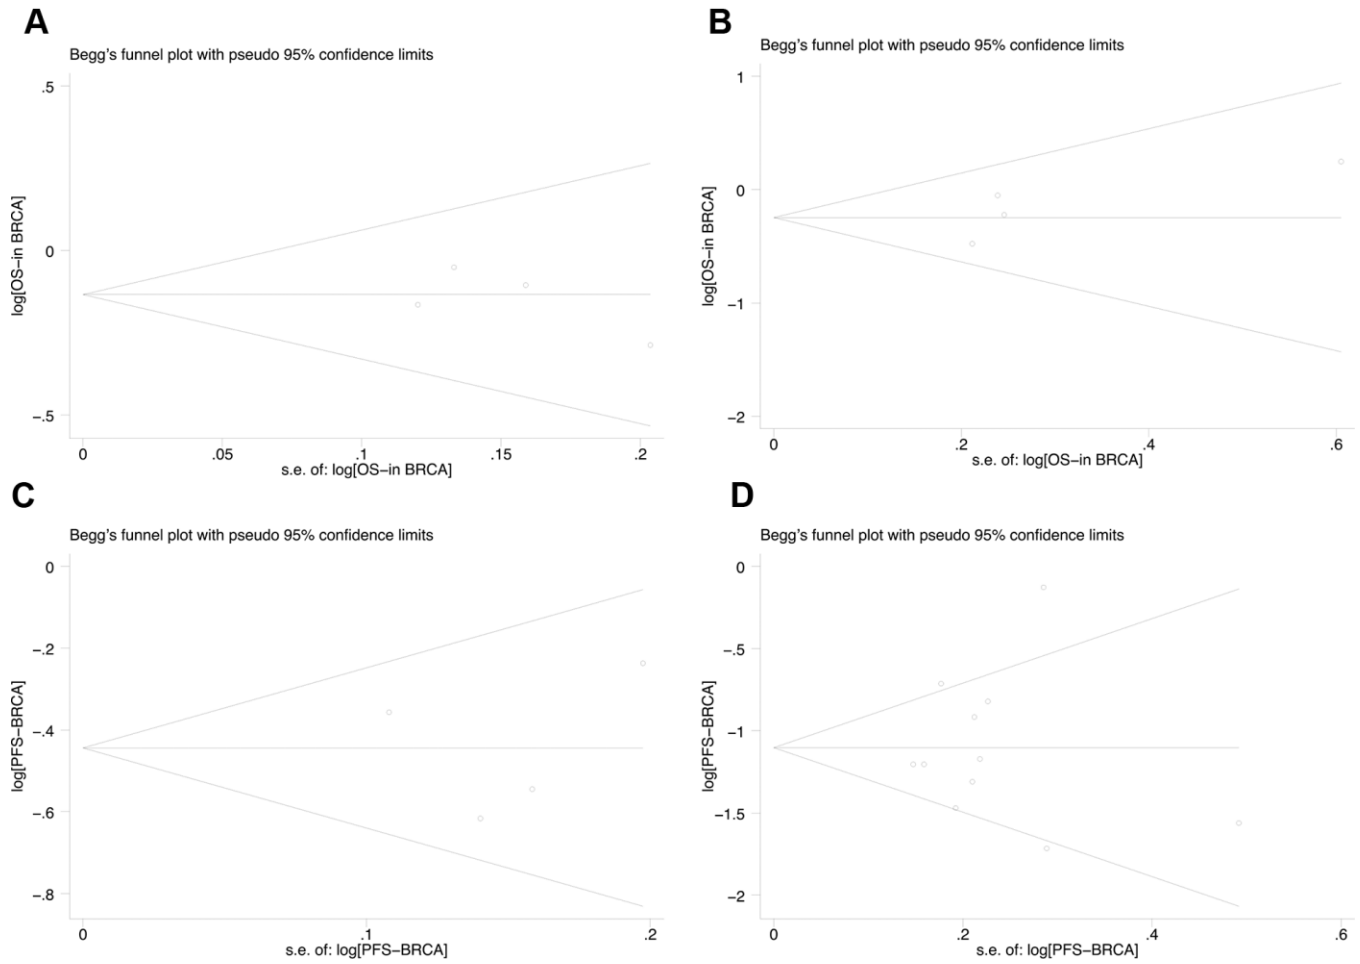 A
Begg's funnel plot with pseudo 95% confidence limits
log[OS−in BRCA]
.5
0
−.5
0 .05 .1 .15 .2
s.e. of: log[OS−in BRCA]
B
Begg's funnel plot with pseudo 95% confidence limits
log[OS−in BRCA]
1
0
−1
−2
0 .2 .4 .6
s.e. of: log[OS−in BRCA]
C
Begg's funnel plot with pseudo 95% confidence limits
log[PFS−BRCA]
0
−.2
−.4
−.6
−.8
0 .1 .2
s.e. of: log[PFS−BRCA]
D
Begg's funnel plot with pseudo 95% confidence limits
log[PFS−BRCA]
0
−.5
−1
−1.5
−2
0 .2 .4 .6
s.e. of: log[PFS−BRCA]